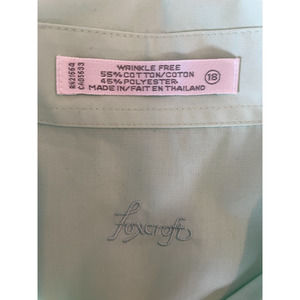 WRINKLE FREE
55% COTTON/COTON
45% POLYESTER
MADE IN/FAIT EN THAILAND
18
foxcroft